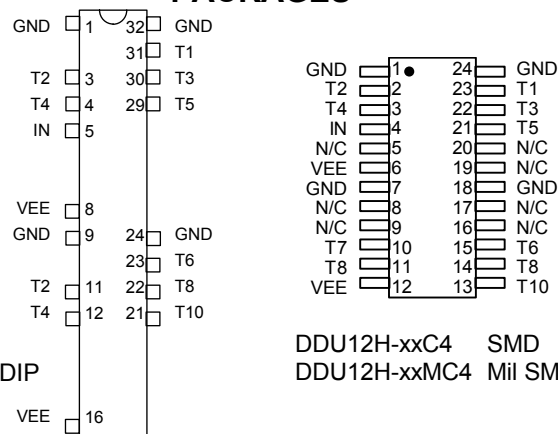 PACKAGES
GND 1 32 GND
31 T1
T2 3 30 T3
T4 4 29 T5
IN 5
VEE 8
GND 9 24 GND
23 T6
T2 11 22 T8
T4 12 21 T10
VEE 16
DIP
GND 1 24 GND
T2 2 23 T1
T4 3 22 T3
IN 4 21 T5
N/C 5 20 N/C
VEE 6 19 N/C
GND 7 18 GND
N/C 8 17 N/C
N/C 9 16 N/C
T7 10 15 T6
T8 11 14 T8
VEE 12 13 T10
DDU12H-xxC4 SMD
DDU12H-xxMC4 Mil SM